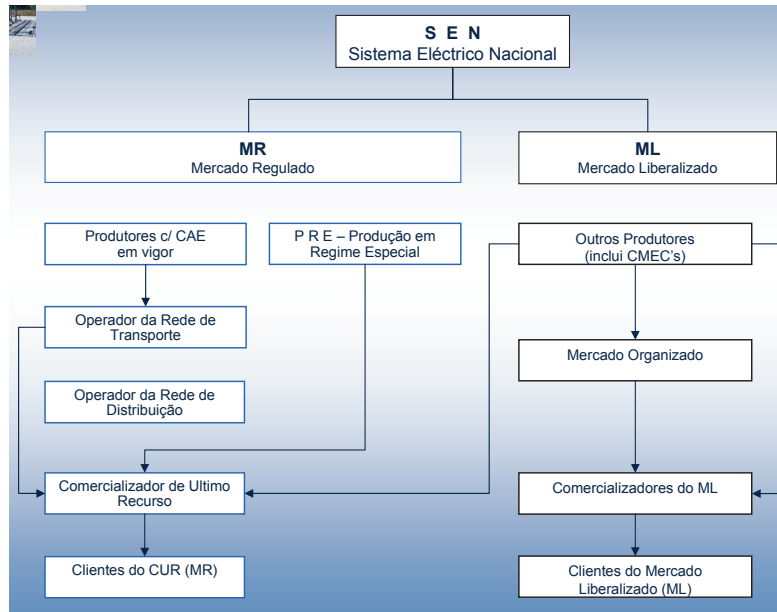 S E N
Sistema Eléctrico Nacional
MR
Mercado Regulado
ML
Mercado Liberalizado
Produtores c/ CAE
em vigor
P R E – Produção em
Regime Especial
Outros Produtores
(inclui CMEC's)
Operador da Rede de
Transporte
Mercado Organizado
Operador da Rede de
Distribuição
Comercializador de Ultimo
Recurso
Comercializadores do ML
Clientes do CUR (MR)
Clientes do Mercado
Liberalizado (ML)